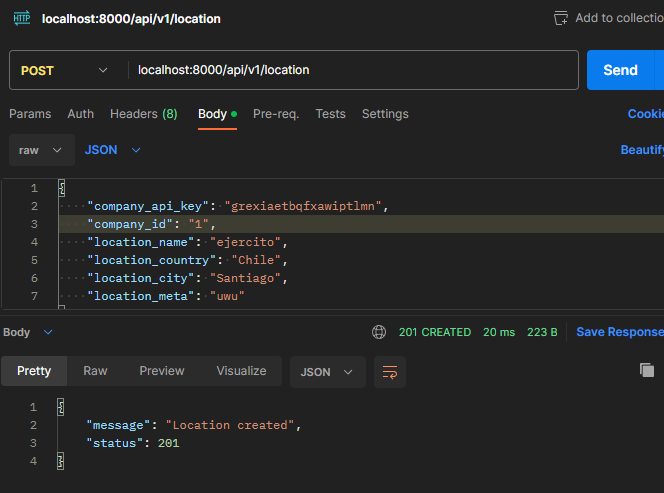 HTTP localhost:8000/api/v1/location Add to collectio
POST localhost:8000/api/v1/location Send
Params Auth Headers (8) Body Pre-req. Tests Settings Cookie
raw JSON Beautify
1 {
2 "company_api_key": "grexiaetbqfxawiptlmn",
3 "company_id": "1",
4 "location_name": "ejercito",
5 "location_country": "Chile",
6 "location_city": "Santiago",
7 "location_meta": "uwu"
Body 201 CREATED 20 ms 223 B Save Response
Pretty Raw Preview Visualize JSON
1 {
2 "message": "Location created",
3 "status": 201
4 }